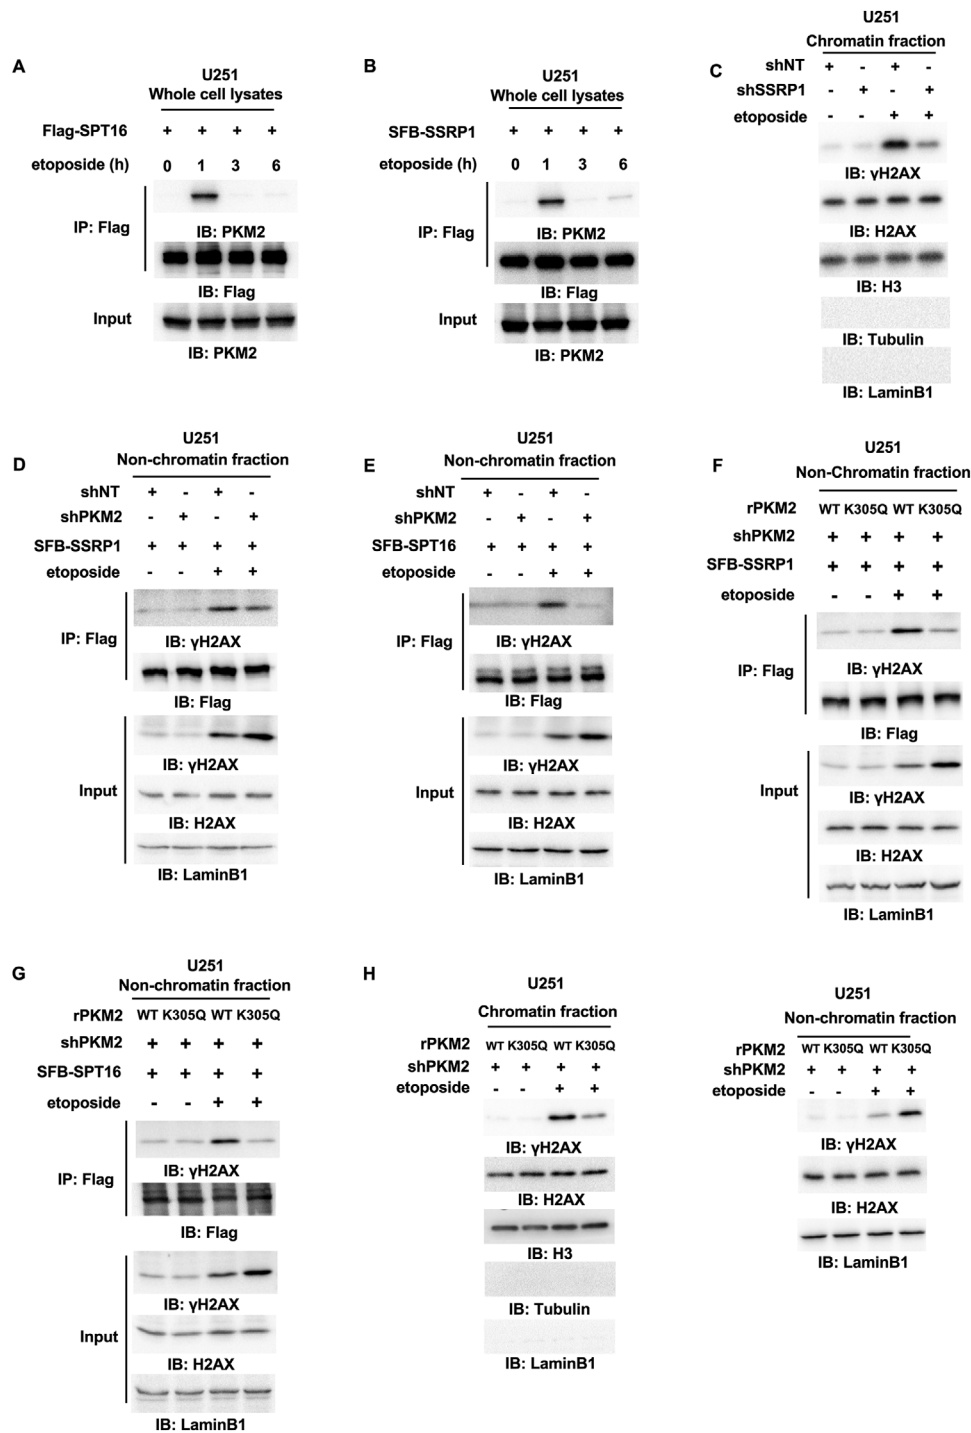 A
U251
Whole cell lysates
Flag-SPT16 + + + +
etoposide (h) 0 1 3 6
IP: Flag
IB: PKM2
IB: Flag
Input
IB: PKM2
B
U251
Whole cell lysates
SFB-SSRP1 + + + +
etoposide (h) 0 1 3 6
IP: Flag
IB: PKM2
IB: Flag
Input
IB: PKM2
C
U251
Chromatin fraction
shNT + - + -
shSSRP1 - + - +
etoposide - - + +
IB: γH2AX
IB: H2AX
IB: H3
IB: Tubulin
IB: LaminB1
D
U251
Non-chromatin fraction
shNT + - + -
shPKM2 - + - +
SFB-SSRP1 + + + +
etoposide - - + +
IP: Flag
IB: γH2AX
IB: Flag
Input
IB: γH2AX
IB: H2AX
IB: LaminB1
E
U251
Non-chromatin fraction
shNT + - + -
shPKM2 - + - +
SFB-SPT16 + + + +
etoposide - - + +
IP: Flag
IB: γH2AX
IB: Flag
Input
IB: γH2AX
IB: H2AX
IB: LaminB1
F
U251
Non-Chromatin fraction
rPKM2 WT K305Q WT K305Q
shPKM2 + + + +
SFB-SSRP1 + + + +
etoposide - - + +
IP: Flag
IB: γH2AX
IB: Flag
Input
IB: γH2AX
IB: H2AX
IB: LaminB1
G
U251
Non-chromatin fraction
rPKM2 WT K305Q WT K305Q
shPKM2 + + + +
SFB-SPT16 + + + +
etoposide - - + +
IP: Flag
IB: γH2AX
IB: Flag
Input
IB: γH2AX
IB: H2AX
IB: LaminB1
H
U251
Chromatin fraction
rPKM2 WT K305Q WT K305Q
shPKM2 + + + +
etoposide - - + +
IB: γH2AX
IB: H2AX
IB: H3
IB: Tubulin
IB: LaminB1
U251
Non-chromatin fraction
rPKM2 WT K305Q WT K305Q
shPKM2 + + + +
etoposide - - + +
IB: γH2AX
IB: H2AX
IB: LaminB1